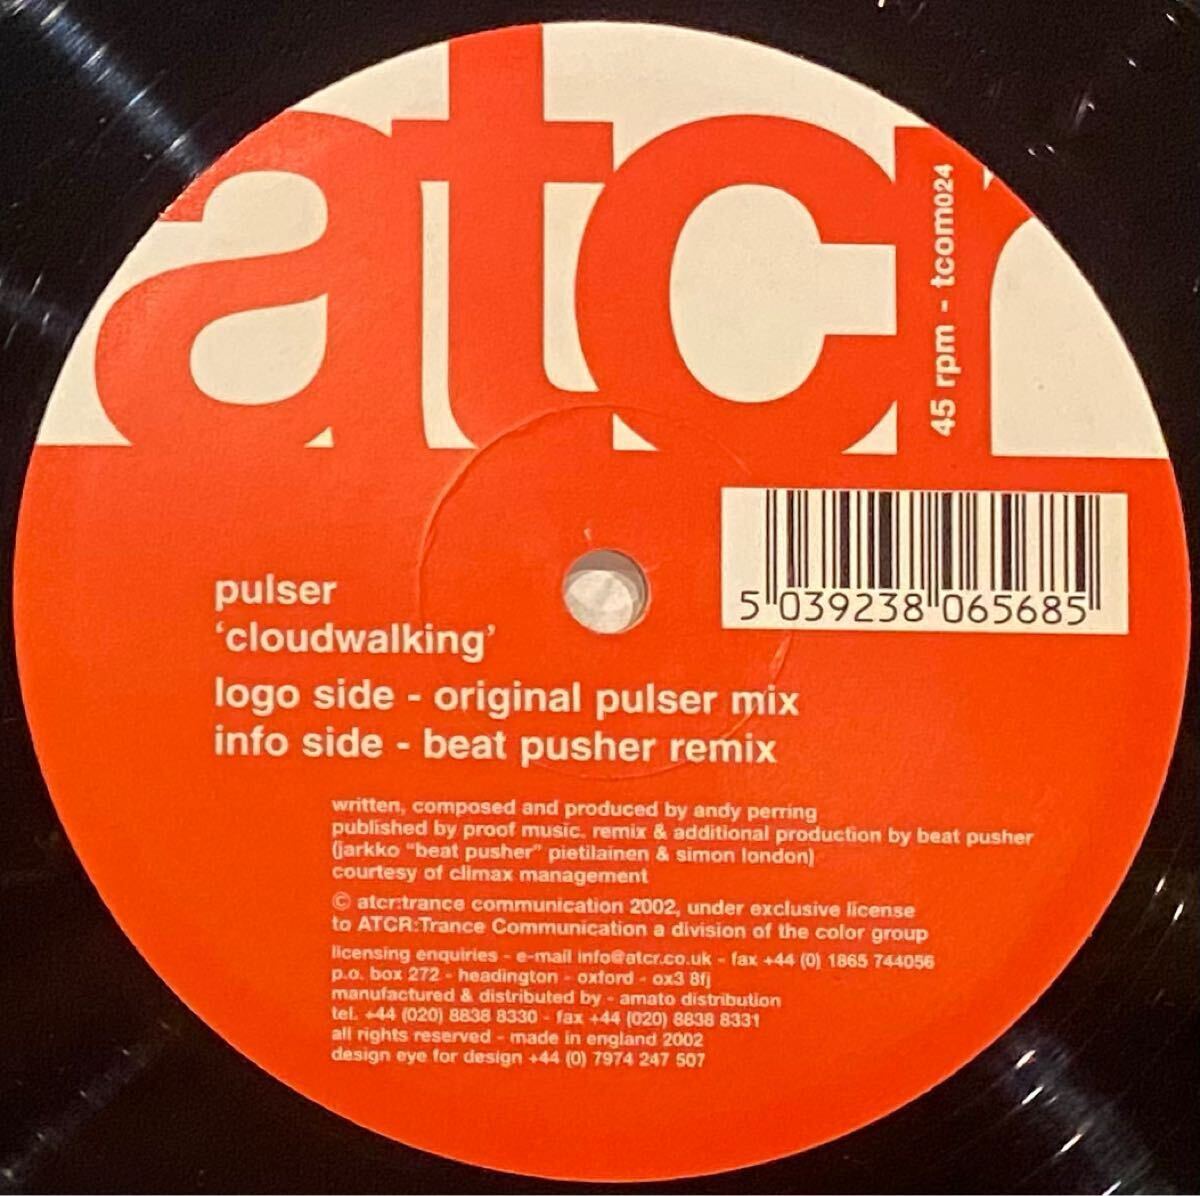 atcr
45 rpm - tcom024
5 039238 065685
pulser
‘cloudwalking’
logo side - original pulser mix
info side - beat pusher remix
written, composed and produced by andy perring
published by proof music. remix & additional production by beat pusher
(jarkko “beat pusher” pietilainen & simon london)
courtesy of climax management
© atcr:trance communication 2002, under exclusive license
to ATCR:Trance Communication a division of the color group
licensing enquiries - e-mail info@atcr.co.uk - fax +44 (0) 1865 744056
p.o. box 272 - headington - oxford - ox3 8fj
manufactured & distributed by - amato distribution
tel. +44 (020) 8838 8330 - fax +44 (020) 8838 8331
all rights reserved - made in england 2002
design eye for design +44 (0) 7974 247 507